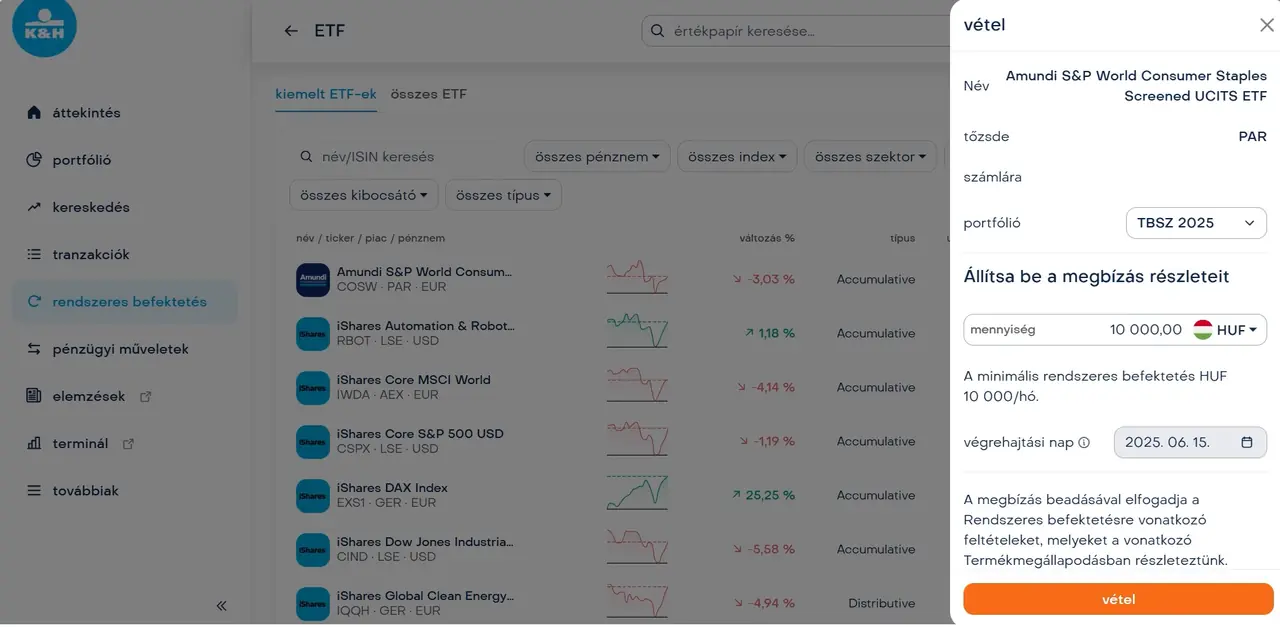 K&H
áttekintés
portfólió
kereskedés
tranzakciók
rendszeres befektetés
pénzügyi műveletek
elemzések
terminál
továbbiak
ETF
értékpapír keresése...
kiemelt ETF-ek összes ETF
név/ISIN keresés összes pénznem összes index összes szektor
összes kibocsátó összes típus
név / ticker / piac / pénznem változás % típus
Amundi S&P World Consum...
COSW · PAR · EUR
-3,03 % Accumulative
iShares Automation & Robot...
RBOT · LSE · USD
1,18 % Accumulative
iShares Core MSCI World
IWDA · AEX · EUR
-4,14 % Accumulative
iShares Core S&P 500 USD
CSPX · LSE · USD
-1,19 % Accumulative
iShares DAX Index
EXS1 · GER · EUR
25,25 % Accumulative
iShares Dow Jones Industria...
CIND · LSE · USD
-5,58 % Accumulative
iShares Global Clean Energy...
IQQH · GER · EUR
-4,94 % Distributive
vétel
Név Amundi S&P World Consumer Staples
Screened UCITS ETF
tőzsde PAR
számlára
portfólió TBSZ 2025
Állítsa be a megbízás részleteit
mennyiség 10 000,00 HUF
A minimális rendszeres befektetés HUF
10 000/hó.
végrehajtási nap 2025. 06. 15.
A megbízás beadásával elfogadja a
Rendszeres befektetésre vonatkozó
feltételeket, melyeket a vonatkozó
Termékmegállapodásban részleteztünk.
vétel